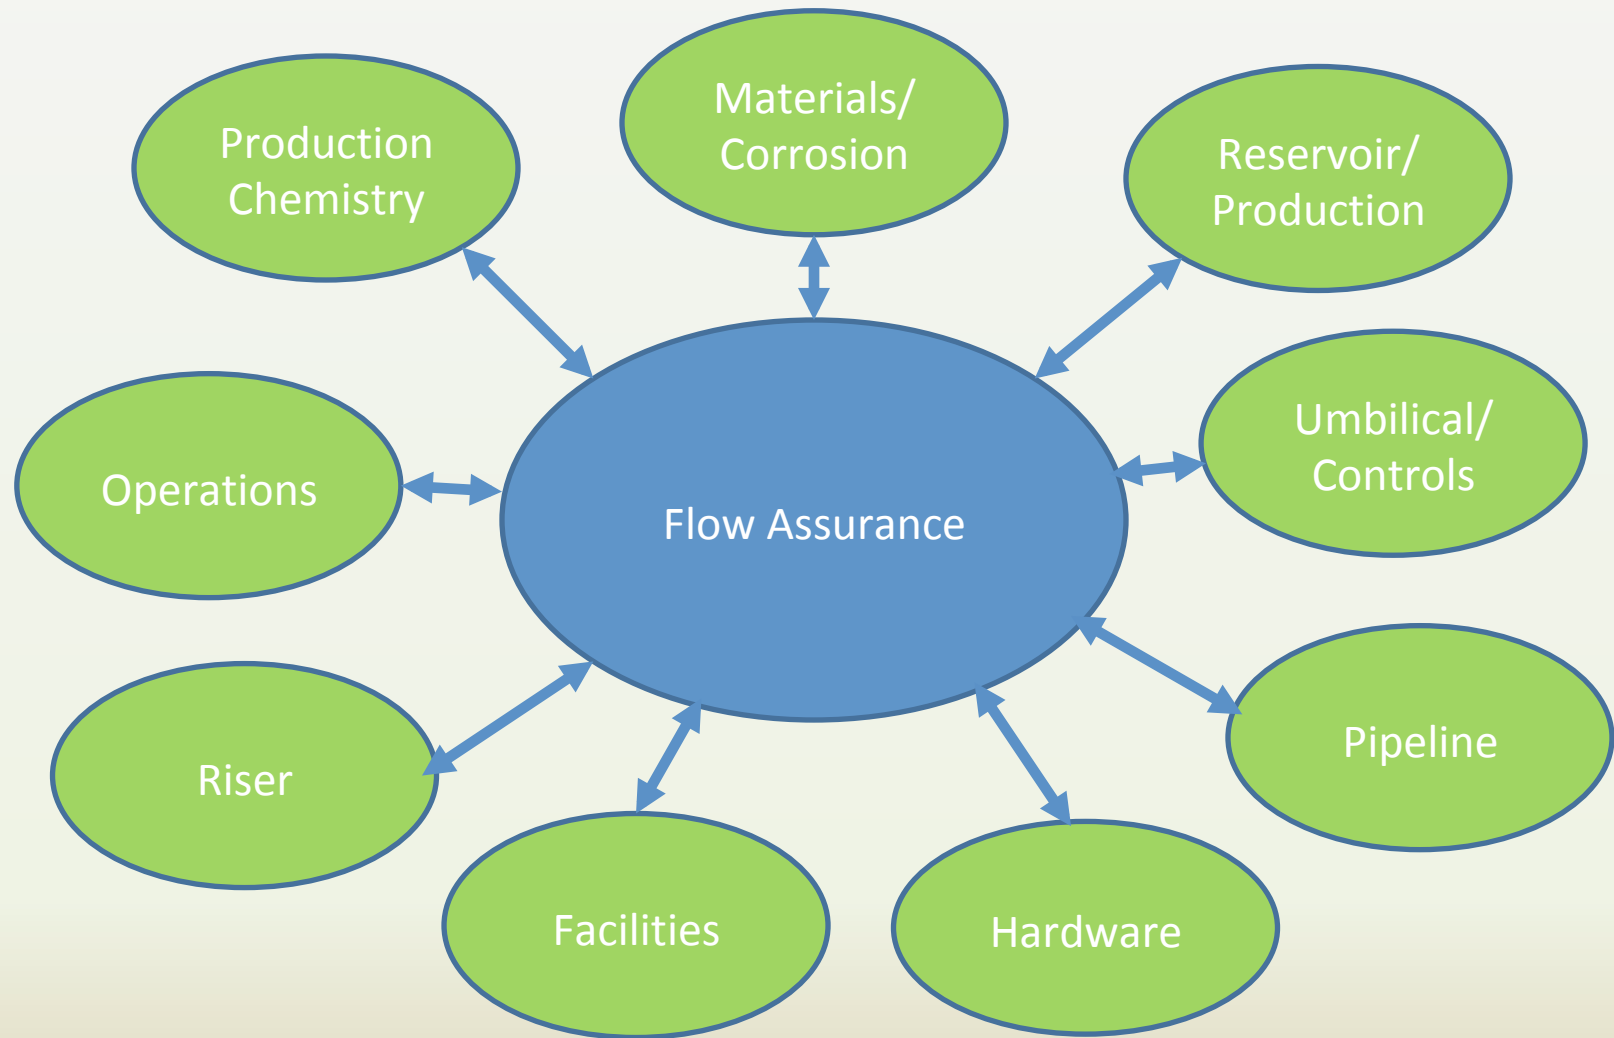 Materials/
Corrosion
Production
Chemistry
Reservoir/
Production
Umbilical/
Controls
Operations
Flow Assurance
Pipeline
Riser
Facilities
Hardware